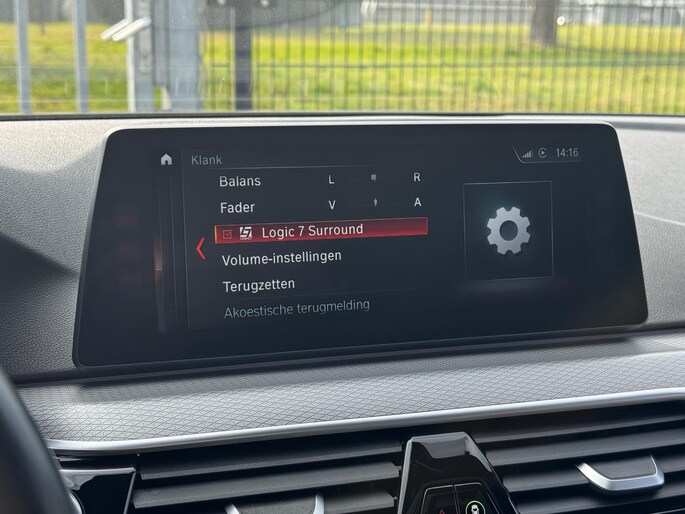 Klank
14:16
Balans L R
Fader V A
Logic 7 Surround
Volume-instellingen
Terugzetten
Akoestische terugmelding